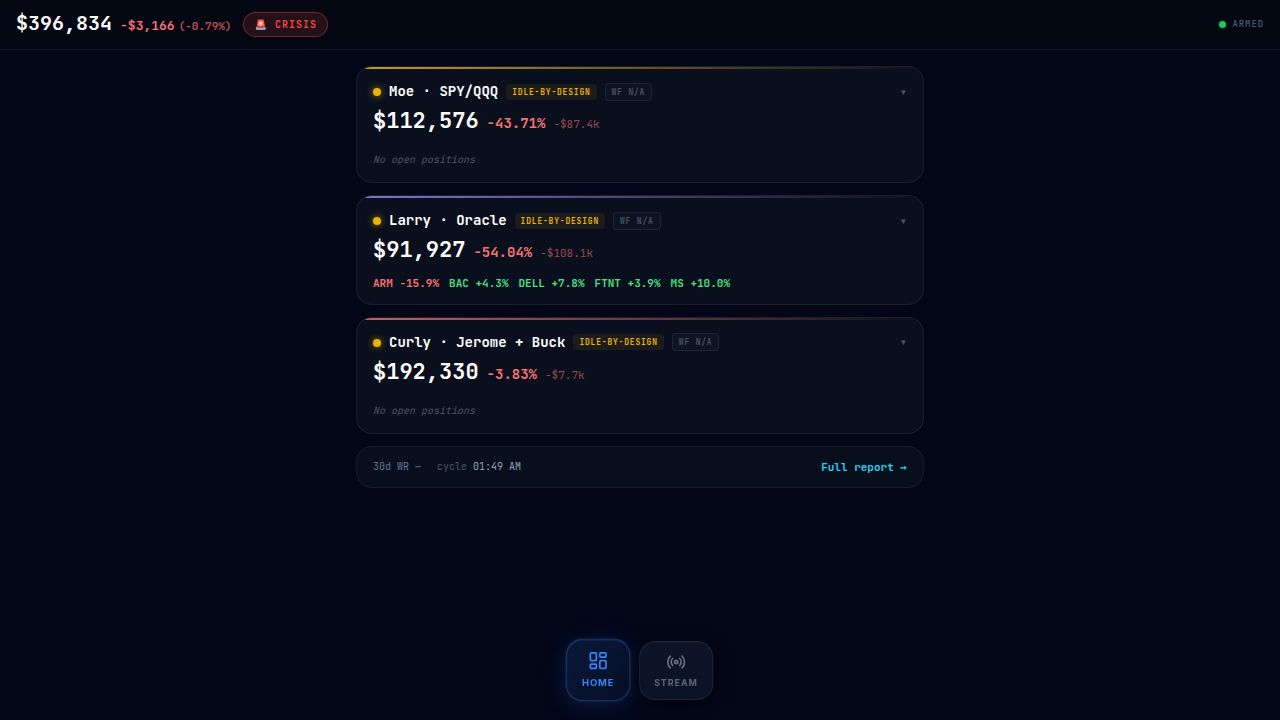 $396,834 -$3,166 (-0.79%) 🚨 CRISIS ARMED
Moe · SPY/QQQ IDLE-BY-DESIGN WF N/A ▾
$112,576 -43.71% -$87.4k
No open positions
Larry · Oracle IDLE-BY-DESIGN WF N/A ▾
$91,927 -54.04% -$108.1k
ARM -15.9% BAC +4.3% DELL +7.8% FTNT +3.9% MS +10.0%
Curly · Jerome + Buck IDLE-BY-DESIGN WF N/A ▾
$192,330 -3.83% -$7.7k
No open positions
30d WR — cycle 01:49 AM Full report →
HOME STREAM